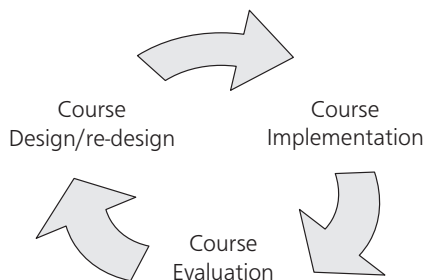 Course
Design/re-design
Course
Implementation
Course
Evaluation